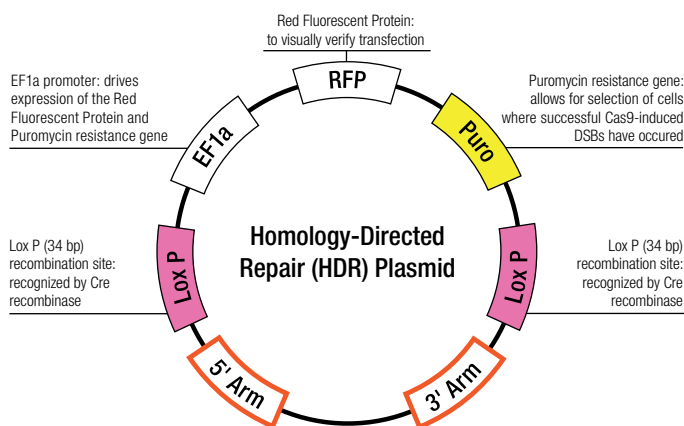 Red Fluorescent Protein:
to visually verify transfection
RFP
EF1a promoter: drives
expression of the Red
Fluorescent Protein and
Puromycin resistance gene
EF1a
Puro
Puromycin resistance gene:
allows for selection of cells
where successful Cas9-induced
DSBs have occured
Homology-Directed
Repair (HDR) Plasmid
Lox P (34 bp)
recombination site:
recognized by Cre
recombinase
Lox P
Lox P
Lox P (34 bp)
recombination site:
recognized by Cre
recombinase
5' Arm
3' Arm